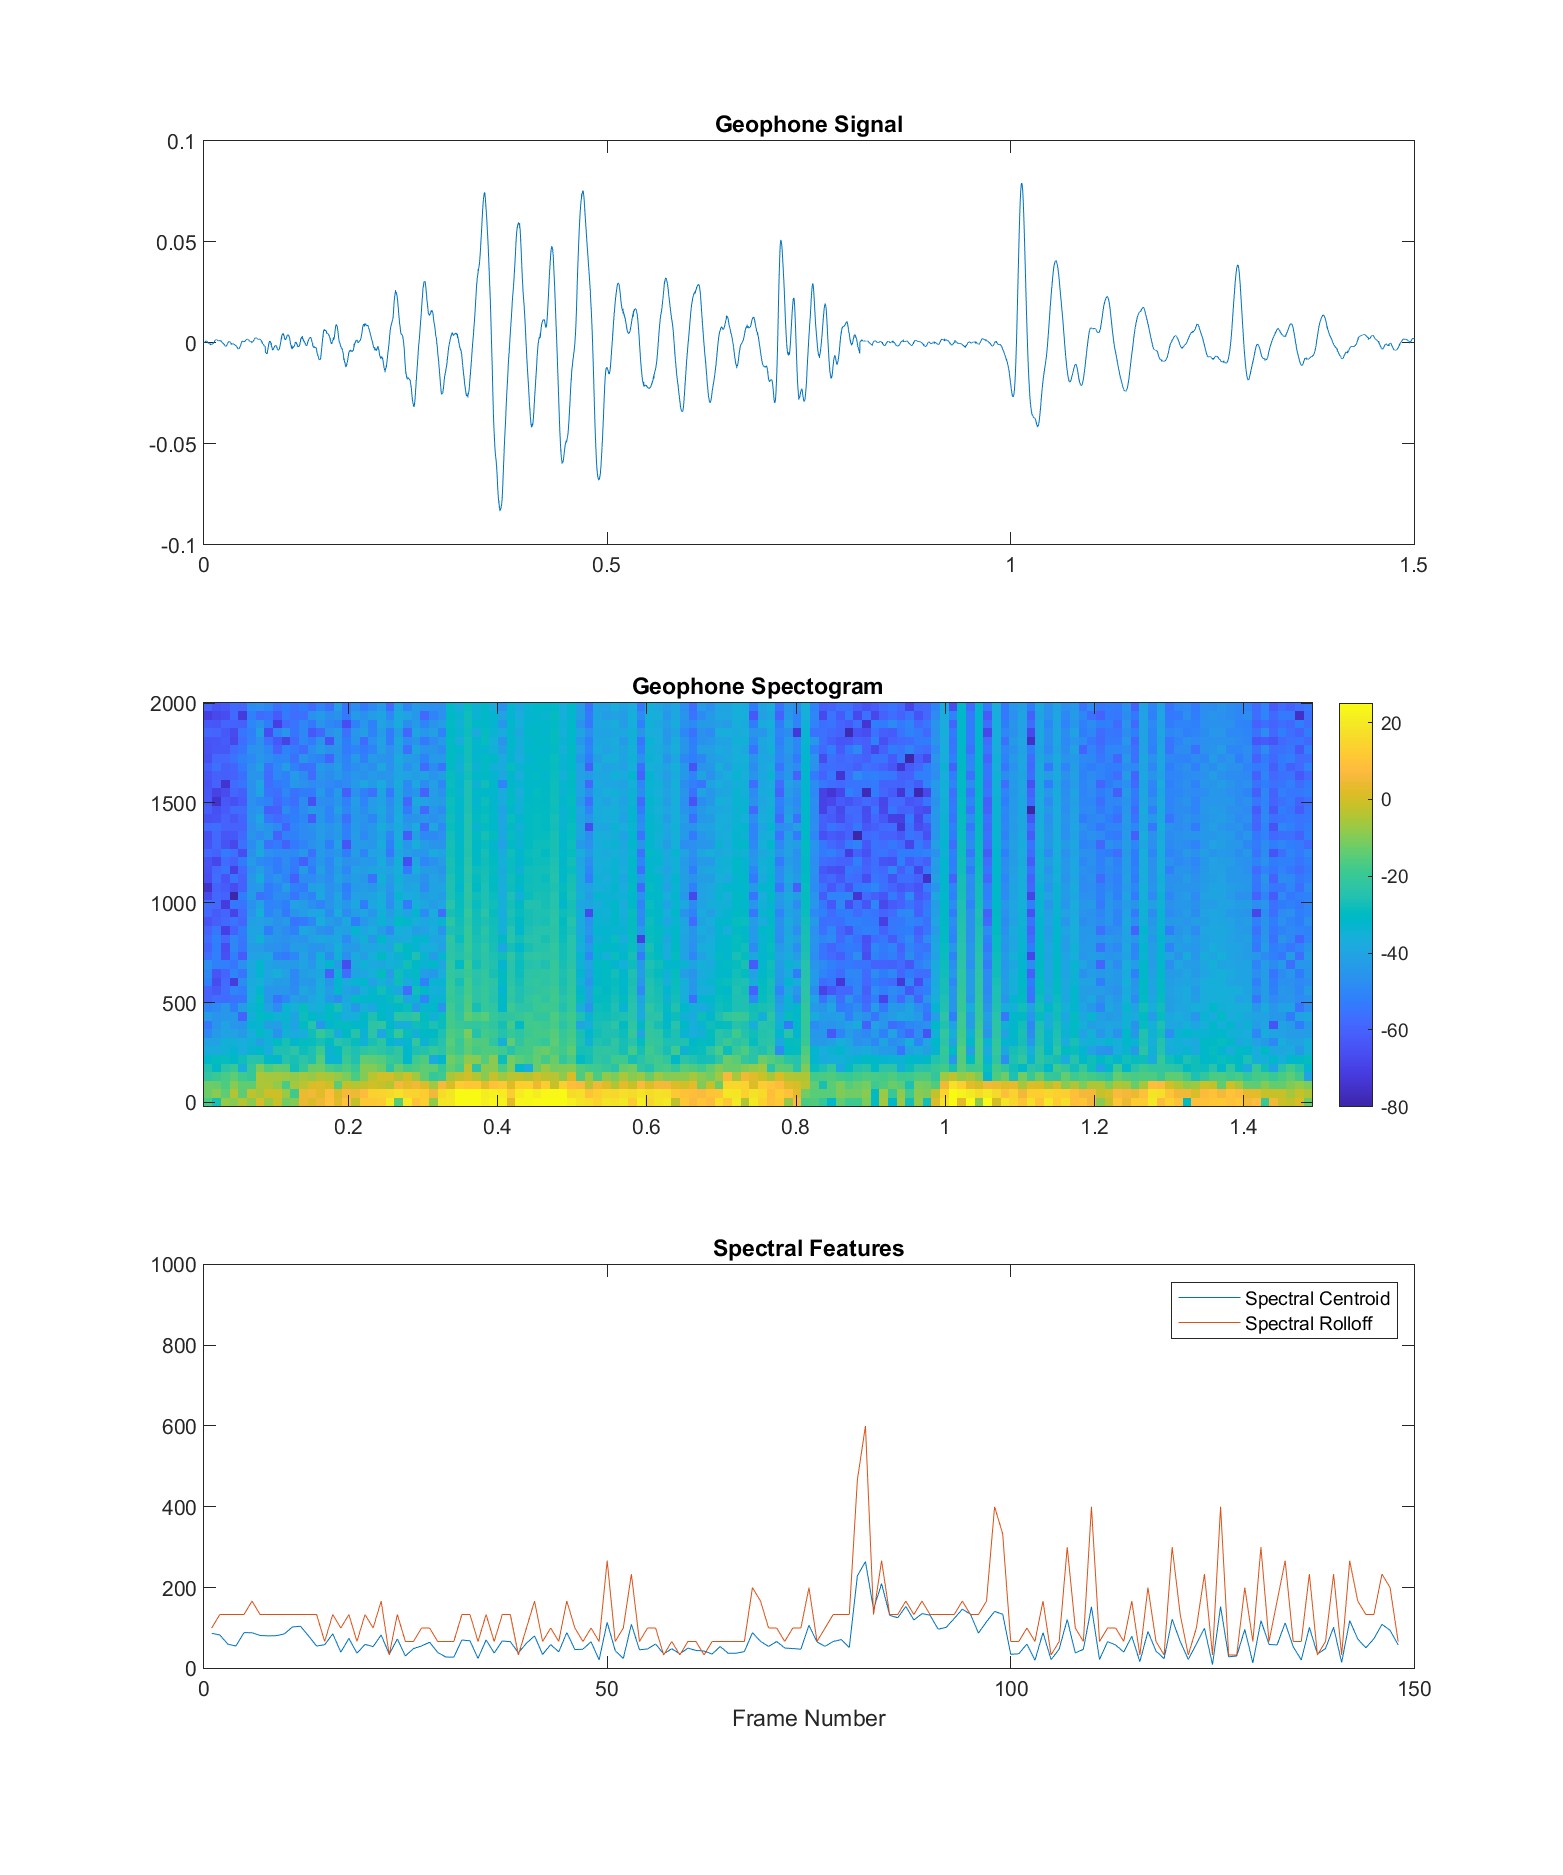 Geophone Signal
0.1
0.05
0
-0.05
-0.1
0 0.5 1 1.5
Geophone Spectogram
2000
1500
1000
500
0
0.2 0.4 0.6 0.8 1 1.2 1.4
20
0
-20
-40
-60
-80
Spectral Features
1000
800
600
400
200
0
Spectral Centroid
Spectral Rolloff
0 50 100 150
Frame Number